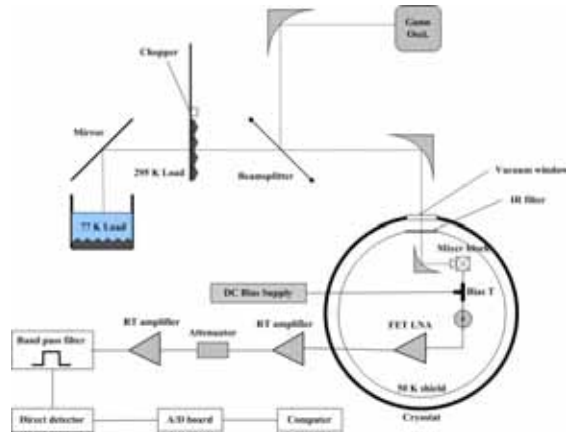 Gunn
Osci.
Chopper
Mirror
295 K Load
Beamsplitter
Vacuum window
IR filter
77 K Load
Mixer block
DC Bias Supply
Bias T
RT amplifier
Attenuator
RT amplifier
FET LNA
Band pass filter
50 K shield
Cryostat
Direct detector
A/D board
Computer